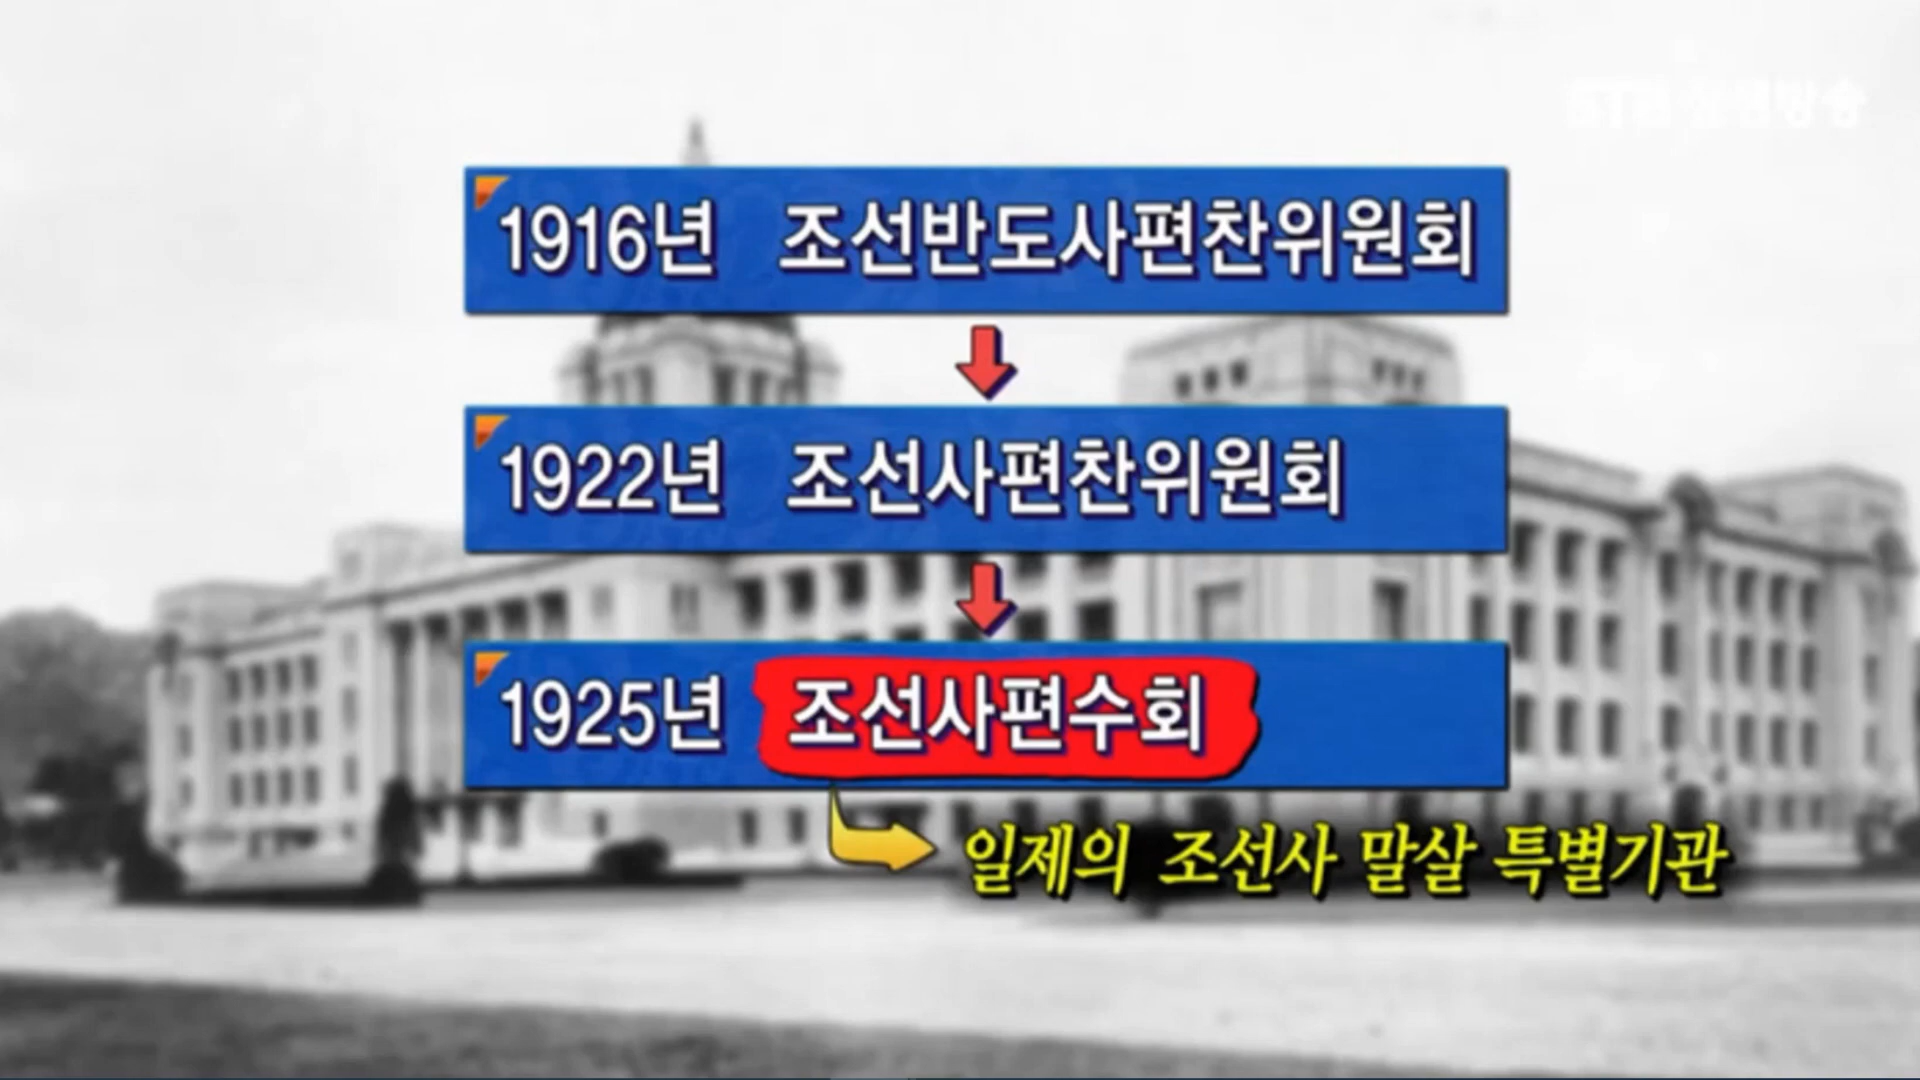 1916년 조선반도사편찬위원회
1922년 조선사편찬위원회
1925년 조선사편수회
일제의 조선사 말살 특별기관